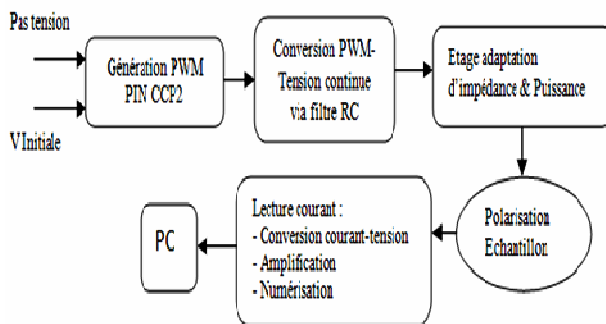 Pas tension
V Initiale
Génération PWM
PIN CCP2
Conversion PWM-
Tension continue
via filtre RC
Etage adaptation
d'impédance & Puissance
Polarisation
Echantillon
Lecture courant :
- Conversion courant-tension
- Amplification
- Numérisation
PC